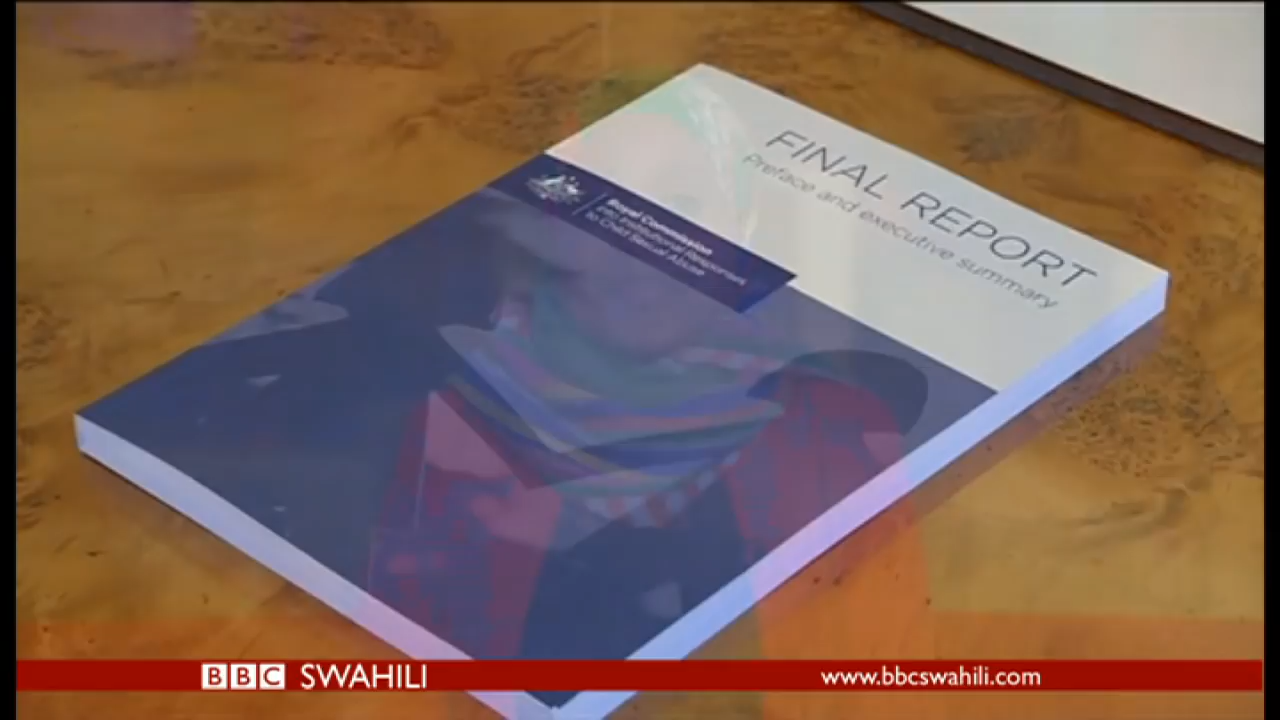 FINAL REPORT
Preface and executive summary
Royal Commission
into Institutional Responses
to Child Sexual Abuse
BBC SWAHILI
www.bbcswahili.com